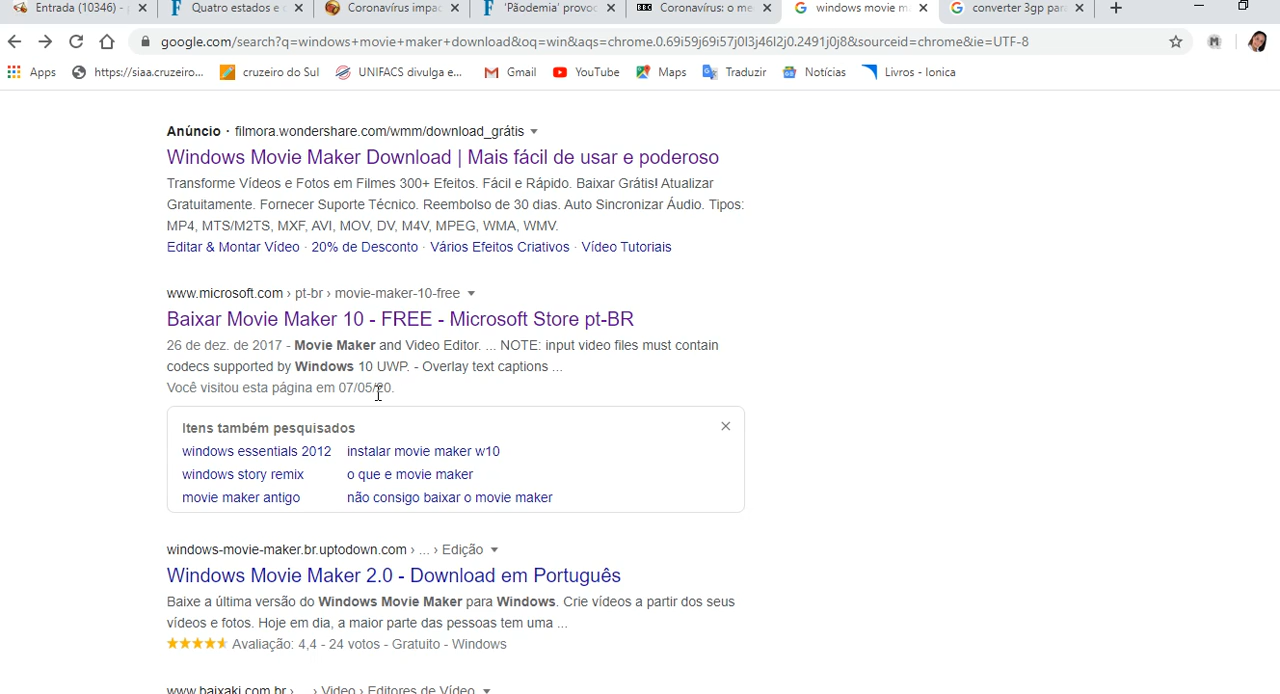 Entrada (10346) -
Quatro estados e
Coronavírus impac
'Pãodemia' provoc
BBC Coronavírus: o me
windows movie m
converter 3gp par
google.com/search?q=windows+movie+maker+download&oq=win&aqs=chrome.0.69i59j69i57j0l3j46l2j0.2491j0j8&sourceid=chrome&ie=UTF-8
M
Apps https://siaa.cruzeiro... cruzeiro do Sul UNIFACS divulga e... Gmail YouTube Maps Traduzir Notícias Livros - Ionica
Anúncio · filmora.wondershare.com/wmm/download_grátis
Windows Movie Maker Download | Mais fácil de usar e poderoso
Transforme Vídeos e Fotos em Filmes 300+ Efeitos. Fácil e Rápido. Baixar Grátis! Atualizar
Gratuitamente. Fornecer Suporte Técnico. Reembolso de 30 dias. Auto Sincronizar Áudio. Tipos:
MP4, MTS/M2TS, MXF, AVI, MOV, DV, M4V, MPEG, WMA, WMV.
Editar & Montar Vídeo · 20% de Desconto · Vários Efeitos Criativos · Vídeo Tutoriais
www.microsoft.com › pt-br › movie-maker-10-free
Baixar Movie Maker 10 - FREE - Microsoft Store pt-BR
26 de dez. de 2017 - Movie Maker and Video Editor. ... NOTE: input video files must contain
codecs supported by Windows 10 UWP. - Overlay text captions ...
Você visitou esta página em 07/05/20.
Itens também pesquisados
windows essentials 2012 instalar movie maker w10
windows story remix o que e movie maker
movie maker antigo não consigo baixar o movie maker
windows-movie-maker.br.uptodown.com › ... › Edição
Windows Movie Maker 2.0 - Download em Português
Baixe a última versão do Windows Movie Maker para Windows. Crie vídeos a partir dos seus
vídeos e fotos. Hoje em dia, a maior parte das pessoas tem uma ...
Avaliação: 4,4 - 24 votos - Gratuito - Windows
www.baixaki.com.br › ... › Video › Editores de Vídeo